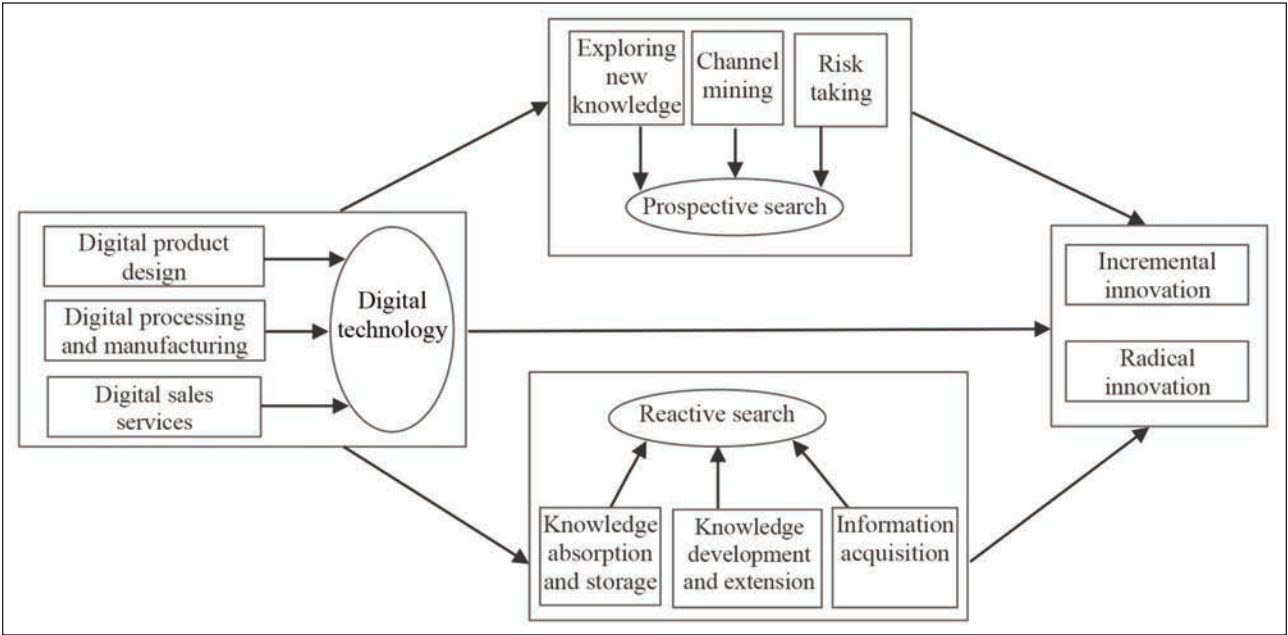 Exploring
new
knowledge
Channel
mining
Risk
taking
Prospective search
Digital product
design
Digital processing
and manufacturing
Digital sales
services
Digital
technology
Incremental
innovation
Radical
innovation
Reactive search
Knowledge
absorption
and storage
Knowledge
development
and extension
Information
acquisition